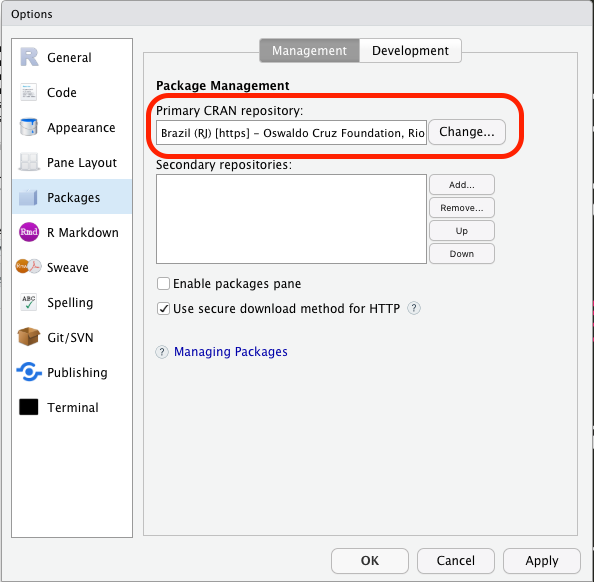 Options
General
Code
Appearance
Pane Layout
Packages
R Markdown
Sweave
Spelling
Git/SVN
Publishing
Terminal
Management Development
Package Management
Primary CRAN repository:
Brazil (RJ) [https] – Oswaldo Cruz Foundation, Rio
Change...
Secondary repositories:
Add...
Remove...
Up
Down
Enable packages pane
Use secure download method for HTTP ?
? Managing Packages
OK Cancel Apply